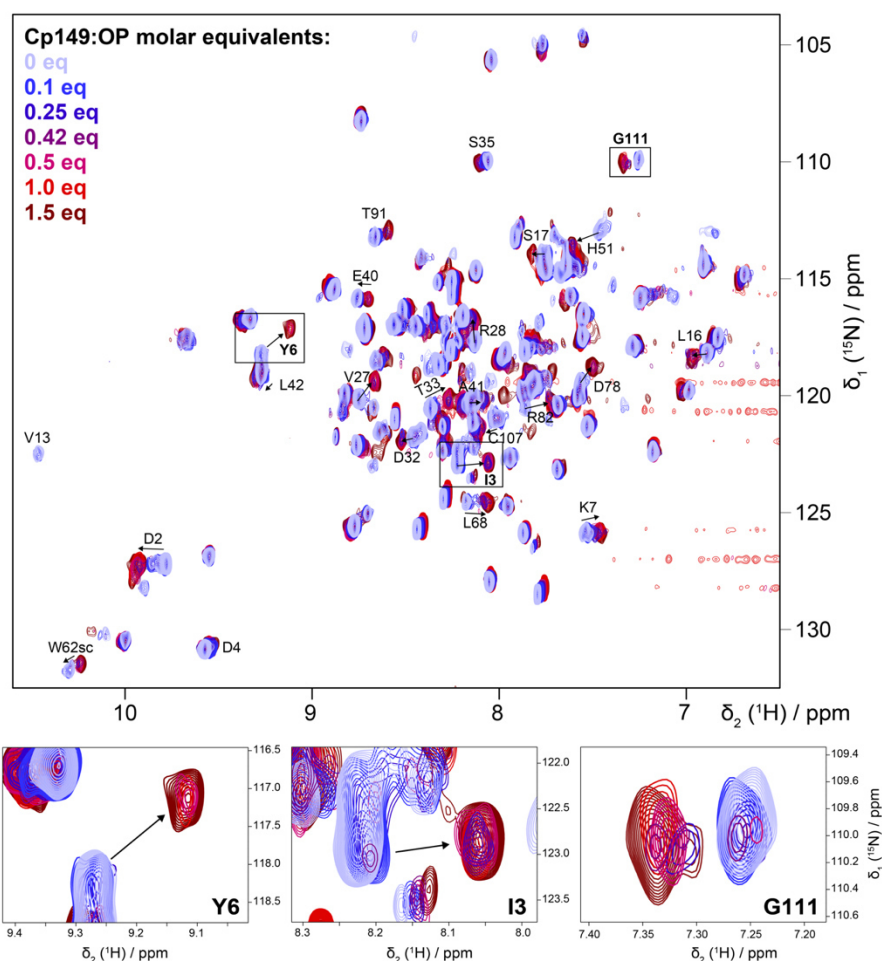 Cp149:OP molar equivalents:
0 eq
0.1 eq
0.25 eq
0.42 eq
0.5 eq
1.0 eq
1.5 eq
S35
G111
T91
S17
H51
E40
R28
L16
Y6
L42
V27
T33
A41
D78
R82
V13
D32
C107
I3
L68
K7
D2
W62sc
D4
105
110
115
120
125
130
δ₁ (¹⁵N) / ppm
10
9
8
7
δ₂ (¹H) / ppm
116.5
117.0
117.5
118.0
118.5
Y6
9.4
9.3
9.2
9.1
δ₂ (¹H) / ppm
122.0
122.5
123.0
123.5
I3
8.3
8.2
8.1
8.0
δ₂ (¹H) / ppm
109.4
109.6
109.8
110.0
110.2
110.4
110.6
δ₁ (¹⁵N) / ppm
G111
7.40
7.35
7.30
7.25
7.20
δ₂ (¹H) / ppm